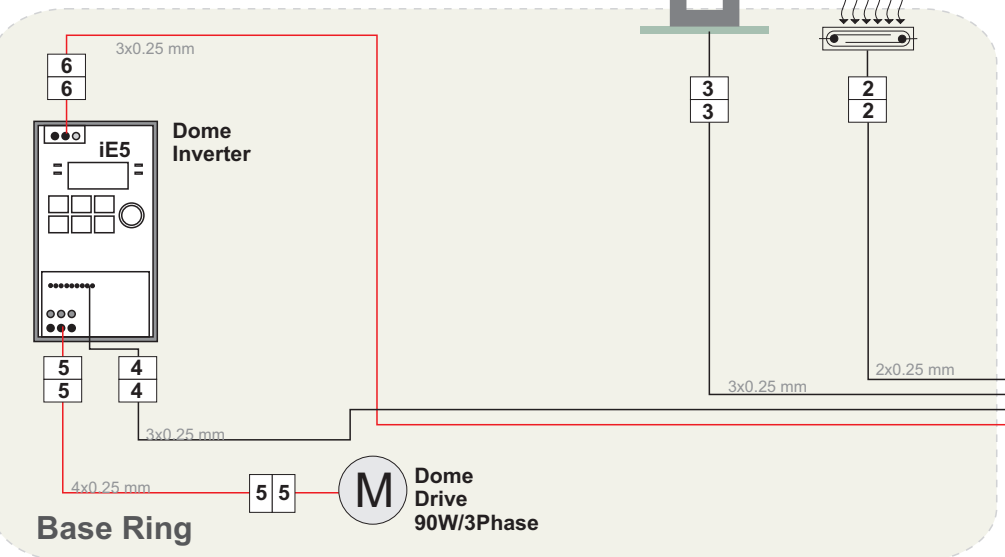 3x0.25 mm
6
6
3
3
2
2
Dome
Inverter
iE5
5
5
4
4
2x0.25 mm
3x0.25 mm
3x0.25 mm
4x0.25 mm
5 5
M
Dome
Drive
90W/3Phase
Base Ring